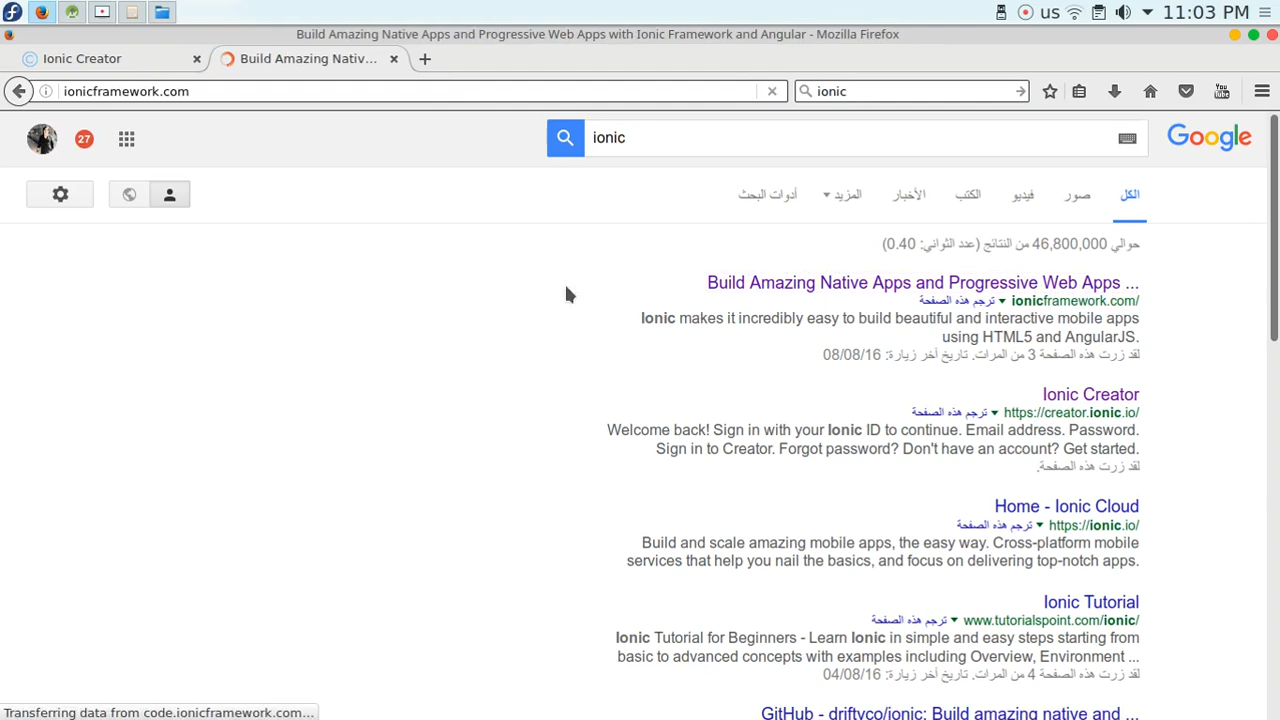 us 11:03 PM
Build Amazing Native Apps and Progressive Web Apps with Ionic Framework and Angular - Mozilla Firefox
Ionic Creator
Build Amazing Nativ...
ionicframework.com
ionic
You Tube
27
ionic
Google
الكل صور فيديو الكتب الأخبار المزيد أدوات البحث
حوالي 46,800,000 من النتائج (عدد الثواني: 0.40)
Build Amazing Native Apps and Progressive Web Apps ...
ionicframework.com/ ترجم هذه الصفحة
Ionic makes it incredibly easy to build beautiful and interactive mobile apps
using HTML5 and AngularJS.
لقد زرت هذه الصفحة 3 من المرات. تاريخ آخر زيارة: 08/08/16
Ionic Creator
https://creator.ionic.io/ ترجم هذه الصفحة
Welcome back! Sign in with your Ionic ID to continue. Email address. Password.
Sign in to Creator. Forgot password? Don't have an account? Get started.
لقد زرت هذه الصفحة.
Home - Ionic Cloud
https://ionic.io/ ترجم هذه الصفحة
Build and scale amazing mobile apps, the easy way. Cross-platform mobile
services that help you nail the basics, and focus on delivering top-notch apps.
Ionic Tutorial
www.tutorialspoint.com/ionic/ ترجم هذه الصفحة
Ionic Tutorial for Beginners - Learn Ionic in simple and easy steps starting from
basic to advanced concepts with examples including Overview, Environment ...
لقد زرت هذه الصفحة 4 من المرات. تاريخ آخر زيارة: 04/08/16
GitHub - driftyco/ionic: Build amazing native and ...
Transferring data from code.ionicframework.com...